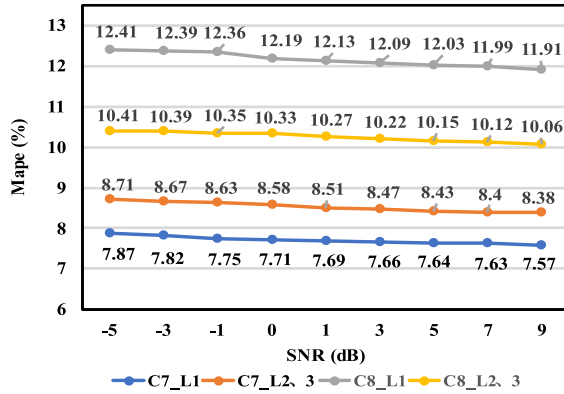 13
12.41 12.39 12.36 12.19 12.13 12.09 12.03 11.99 11.91
12
11
10.41 10.39 10.35 10.33 10.27 10.22 10.15 10.12 10.06
10
9
8.71 8.67 8.63 8.58 8.51 8.47 8.43 8.4 8.38
8
7.87 7.82 7.75 7.71 7.69 7.66 7.64 7.63 7.57
7
6
Mape (%)
-5 -3 -1 0 1 3 5 7 9
SNR (dB)
C7_L1 C7_L2、3 C8_L1 C8_L2、3